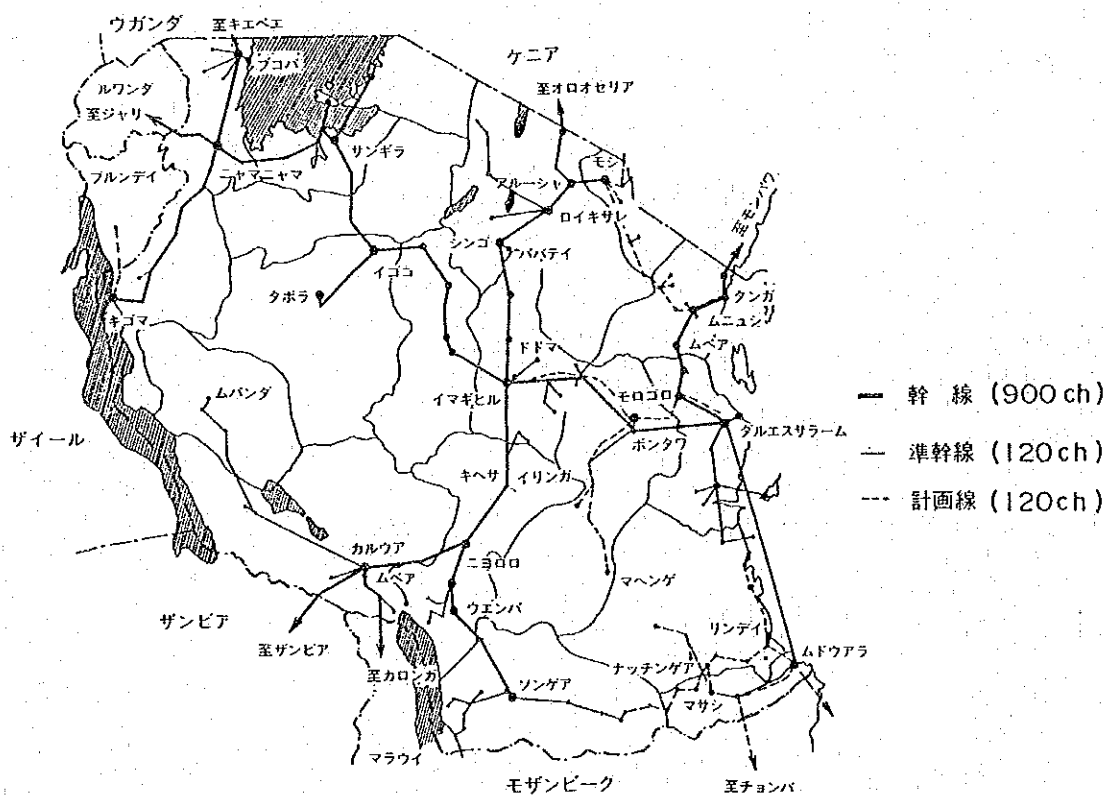 ウガンダ
至キエベエ
ケニア
ブコバ
ルワンダ
至ジャリ
至オロオセリア
モシ
ブルンデイ
ニャマニャマ
サンギラ
アルーシャ
ロイキサレ
至モンバサ
シンゴ
ババテイ
イゴコ
タボラ
タンガ
ムニュシ
キゴマ
ムベア
ドドマ
ムパンダ
イマギヒル
モロゴロ
ダルエスサラーム
ボンタワ
ザイール
キヘサ
イリンガ
幹線 (900ch)
準幹線 (120ch)
計画線 (120ch)
カルウア
ムベア
ニヨロロ
マヘンゲ
ウエンバ
ザンビア
リンデイ
ムドウアラ
至ザンビア
至カロンガ
ナッチンゲア
ソンゲア
マサシ
マラウイ
モザンビーク
至チョンバ